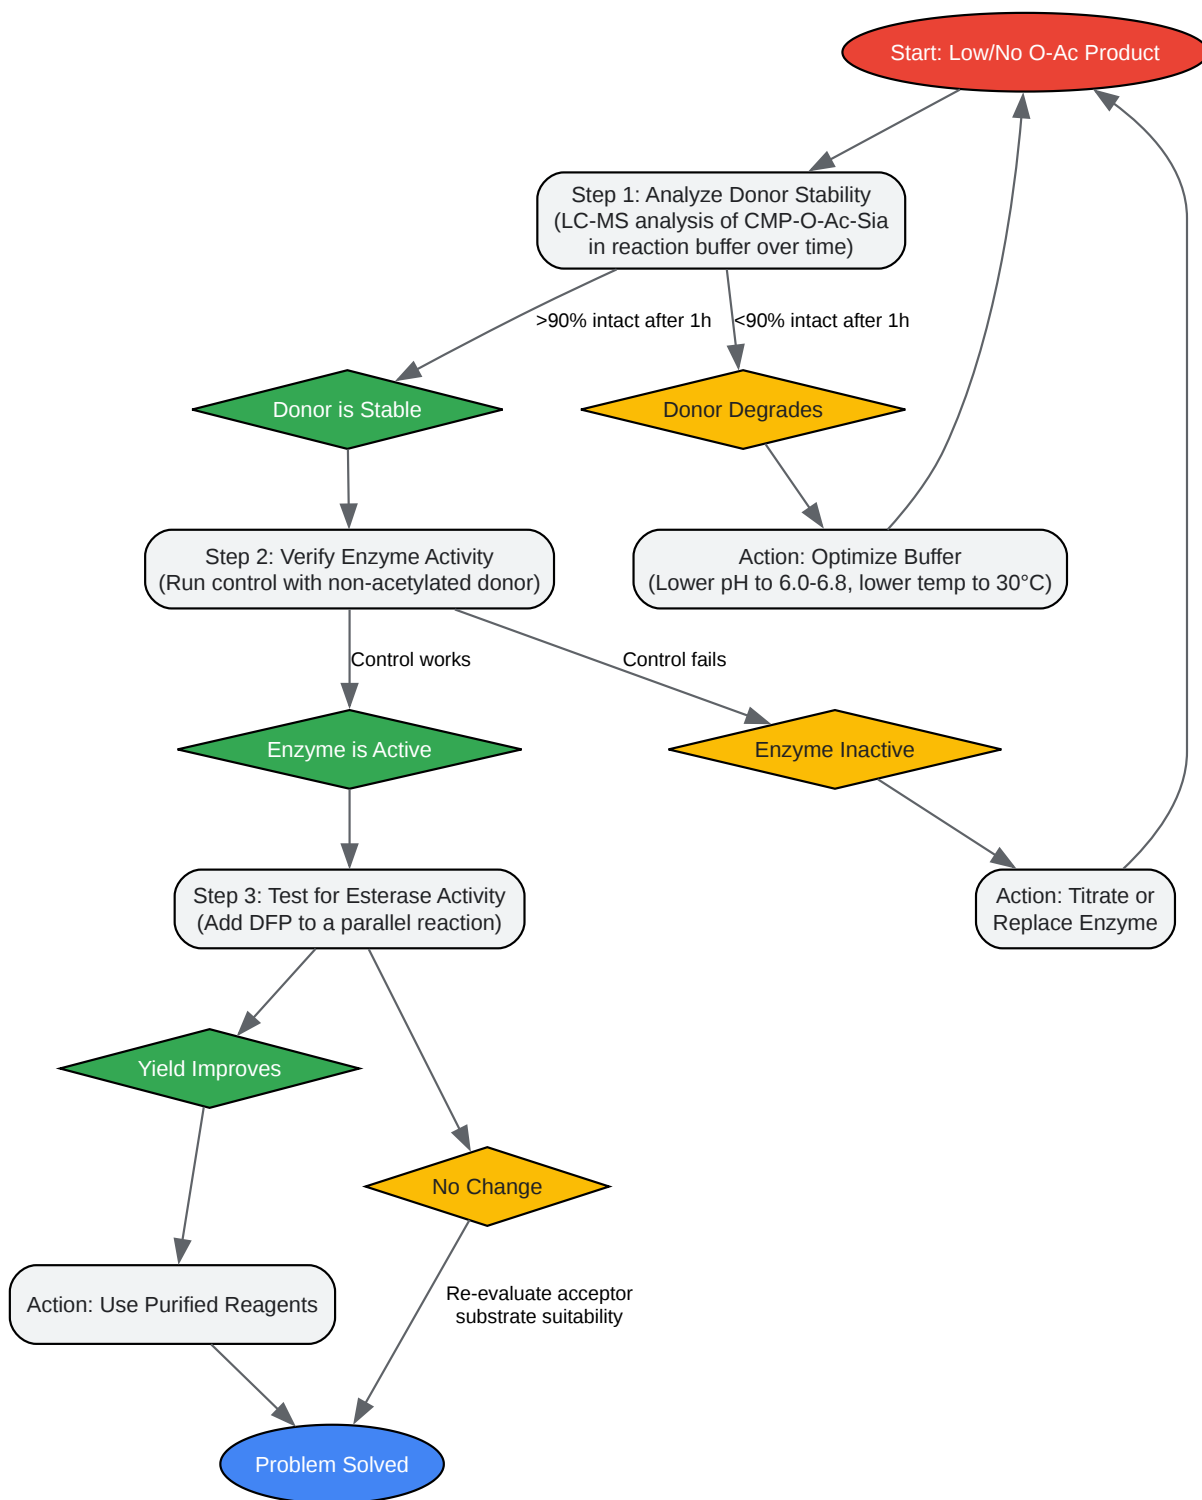 Start: Low/No O-Ac Product
Step 1: Analyze Donor Stability
(LC-MS analysis of CMP-O-Ac-Sia
in reaction buffer over time)
>90% intact after 1h
<90% intact after 1h
Donor is Stable
Donor Degrades
Step 2: Verify Enzyme Activity
(Run control with non-acetylated donor)
Action: Optimize Buffer
(Lower pH to 6.0-6.8, lower temp to 30°C)
Control works
Control fails
Enzyme is Active
Enzyme Inactive
Step 3: Test for Esterase Activity
(Add DFP to a parallel reaction)
Action: Titrate or
Replace Enzyme
Yield Improves
No Change
Action: Use Purified Reagents
Re-evaluate acceptor
substrate suitability
Problem Solved